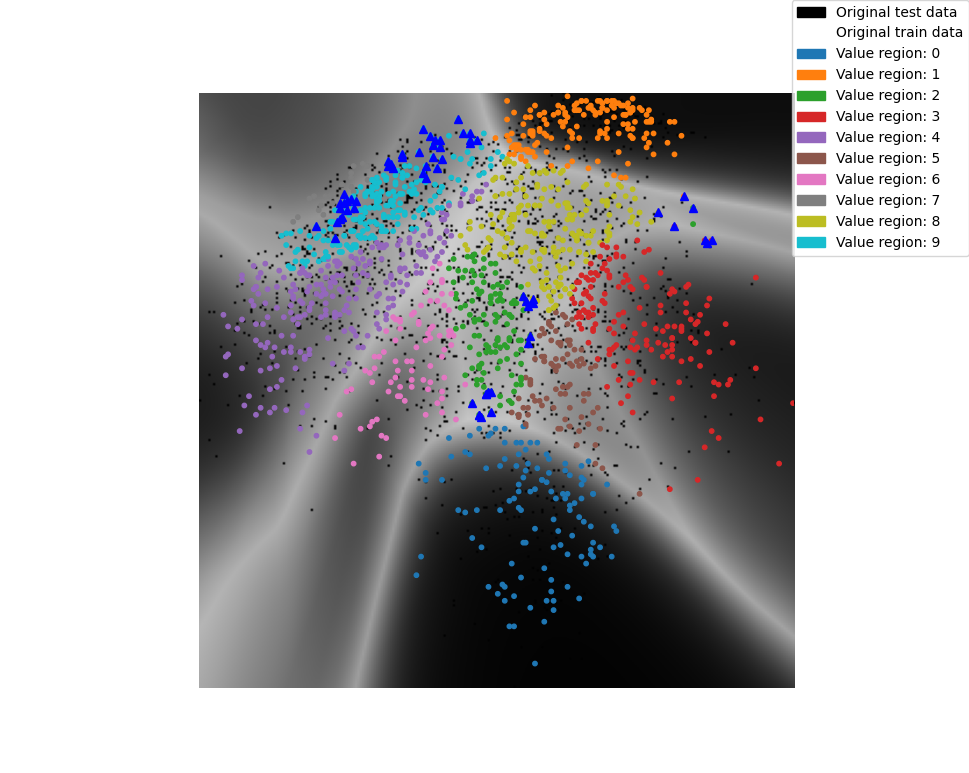 Original test data
Original train data
Value region: 0
Value region: 1
Value region: 2
Value region: 3
Value region: 4
Value region: 5
Value region: 6
Value region: 7
Value region: 8
Value region: 9